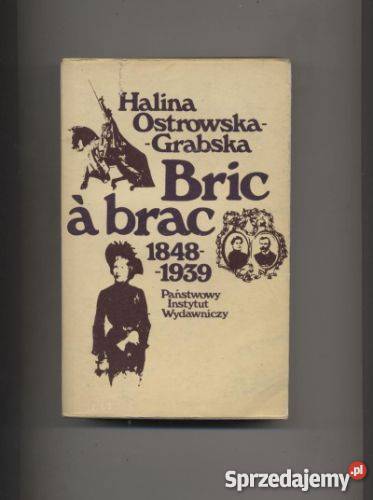 Halina
Ostrowska-
-Grabska
Bric
à brac
1848-
-1939
Państwowy
Instytut
Wydawniczy
Sprzedajemy.pl